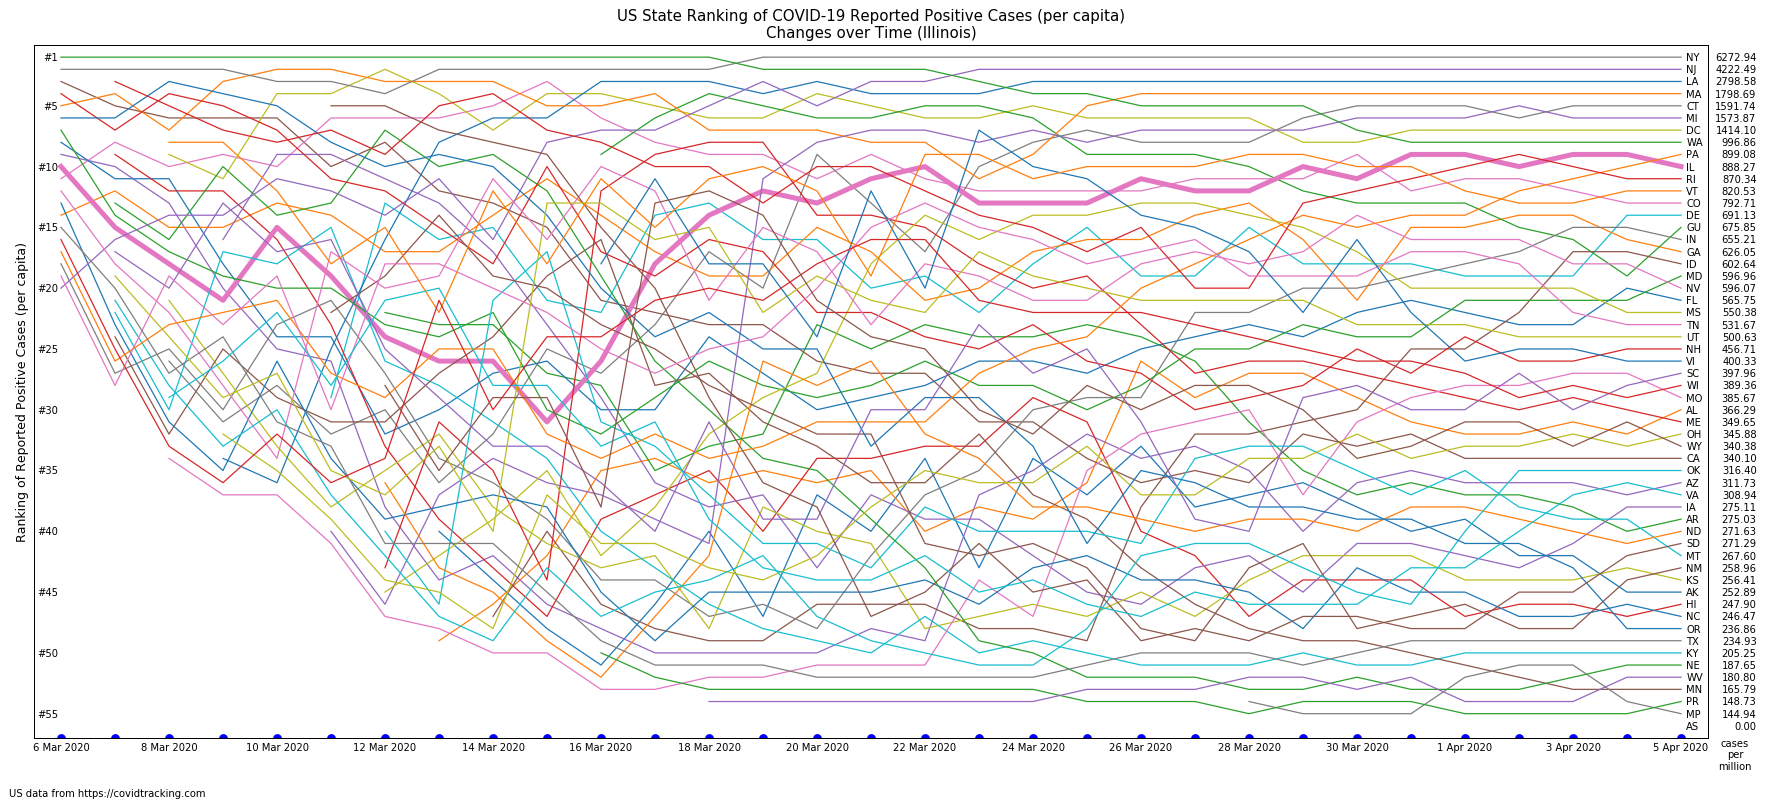 US State Ranking of COVID-19 Reported Positive Cases (per capita)
Changes over Time (Illinois)
Ranking of Reported Positive Cases (per capita)
#1
#5
#10
#15
#20
#25
#30
#35
#40
#45
#50
#55
NY 6272.94
NJ 4222.49
LA 2798.58
MA 1798.69
CT 1591.74
MI 1573.87
DC 1414.10
WA 996.86
PA 899.08
IL 888.27
RI 870.34
VT 820.53
CO 792.71
DE 691.13
GU 675.85
IN 655.21
GA 626.05
ID 602.64
MD 596.96
NV 596.07
FL 565.75
MS 550.38
TN 531.67
UT 500.63
NH 456.71
VI 400.33
SC 397.96
WI 389.36
MO 385.67
AL 366.29
ME 349.65
OH 345.88
WY 340.38
CA 340.10
OK 316.40
AZ 311.73
VA 308.94
IA 275.11
AR 275.03
ND 271.63
SD 271.29
MT 267.60
NM 258.96
KS 256.41
AK 252.89
HI 247.90
NC 246.47
OR 236.86
TX 234.93
KY 205.25
NE 187.65
WV 180.80
MN 165.79
PR 148.73
MP 144.94
AS 0.00
6 Mar 2020 8 Mar 2020 10 Mar 2020 12 Mar 2020 14 Mar 2020 16 Mar 2020 18 Mar 2020 20 Mar 2020 22 Mar 2020 24 Mar 2020 26 Mar 2020 28 Mar 2020 30 Mar 2020 1 Apr 2020 3 Apr 2020 5 Apr 2020
cases
per
million
US data from https://covidtracking.com